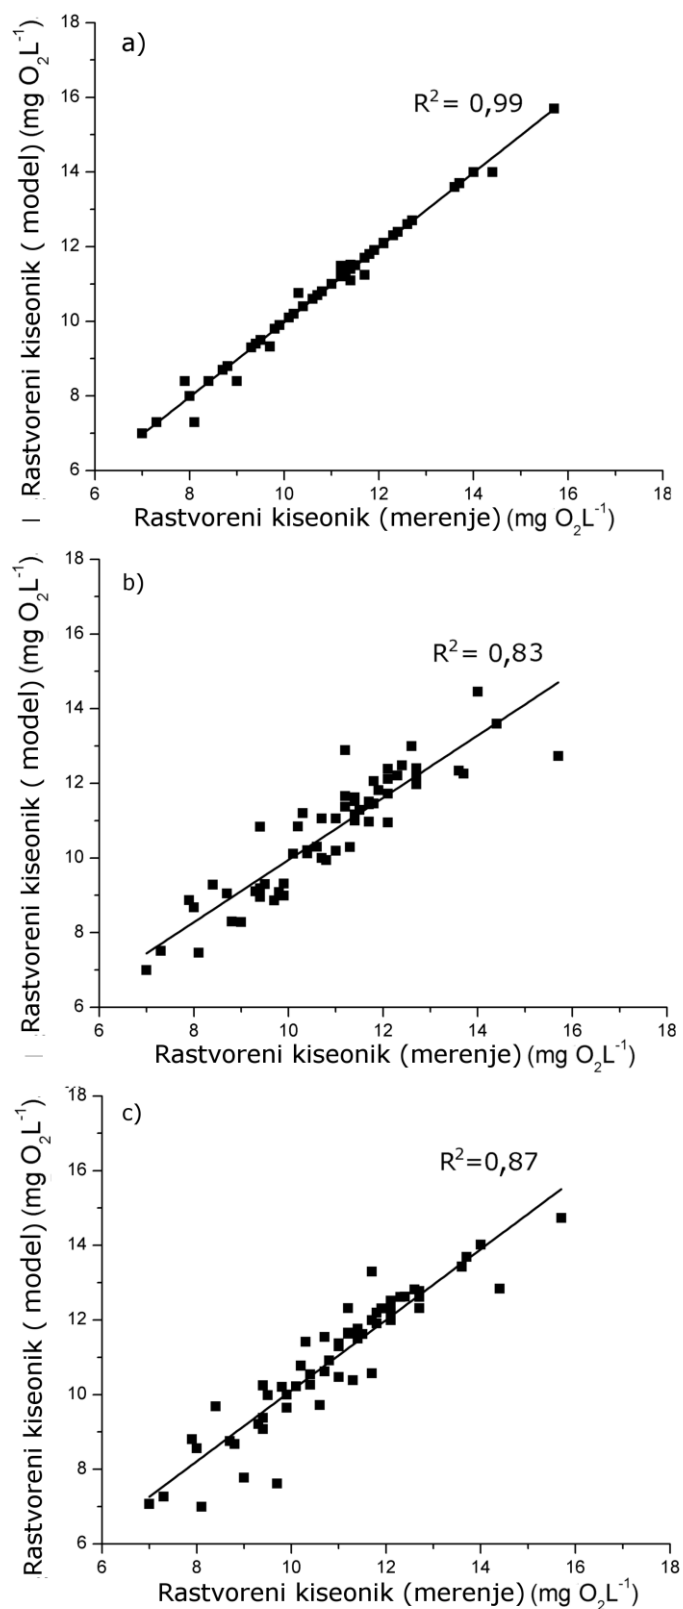 a)
R² = 0,99
Rastvoreni kiseonik ( model) (mg O₂L⁻¹)
18
16
14
12
10
8
6
6 8 10 12 14 16 18
Rastvoreni kiseonik (merenje) (mg O₂L⁻¹)
b)
R² = 0,83
Rastvoreni kiseonik ( model) (mg O₂L⁻¹)
18
16
14
12
10
8
6
6 8 10 12 14 16 18
Rastvoreni kiseonik (merenje) (mg O₂L⁻¹)
c)
R²=0,87
Rastvoreni kiseonik ( model) (mg O₂L⁻¹)
18
16
14
12
10
8
6
6 8 10 12 14 16 18
Rastvoreni kiseonik (merenje) (mg O₂L⁻¹)